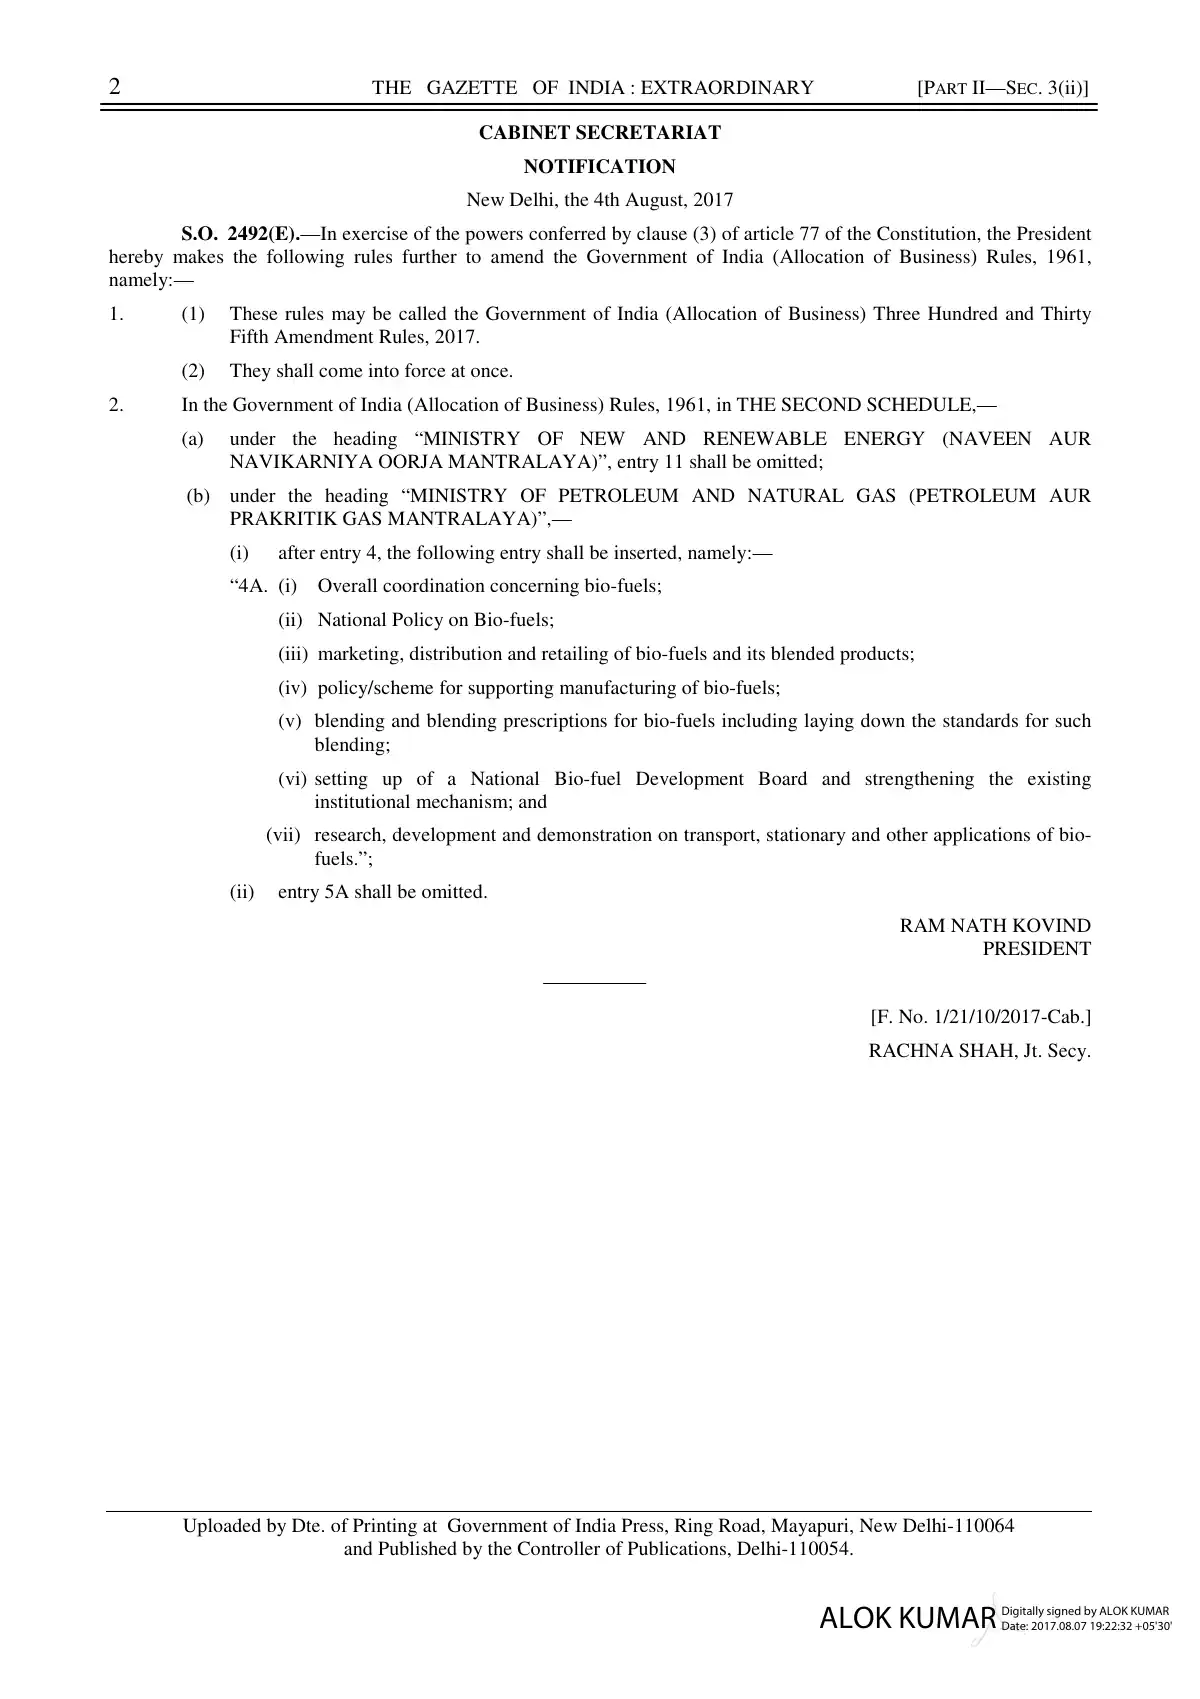 2 THE GAZETTE OF INDIA : EXTRAORDINARY [PART II—SEC. 3(ii)]
CABINET SECRETARIAT
NOTIFICATION
New Delhi, the 4th August, 2017
S.O. 2492(E).—In exercise of the powers conferred by clause (3) of article 77 of the Constitution, the President
hereby makes the following rules further to amend the Government of India (Allocation of Business) Rules, 1961,
namely:—
1. (1) These rules may be called the Government of India (Allocation of Business) Three Hundred and Thirty
Fifth Amendment Rules, 2017.
(2) They shall come into force at once.
2. In the Government of India (Allocation of Business) Rules, 1961, in THE SECOND SCHEDULE,—
(a) under the heading “MINISTRY OF NEW AND RENEWABLE ENERGY (NAVEEN AUR
NAVIKARNIYA OORJA MANTRALAYA)”, entry 11 shall be omitted;
(b) under the heading “MINISTRY OF PETROLEUM AND NATURAL GAS (PETROLEUM AUR
PRAKRITIK GAS MANTRALAYA)”,—
(i) after entry 4, the following entry shall be inserted, namely:—
“4A. (i) Overall coordination concerning bio-fuels;
(ii) National Policy on Bio-fuels;
(iii) marketing, distribution and retailing of bio-fuels and its blended products;
(iv) policy/scheme for supporting manufacturing of bio-fuels;
(v) blending and blending prescriptions for bio-fuels including laying down the standards for such
blending;
(vi) setting up of a National Bio-fuel Development Board and strengthening the existing
institutional mechanism; and
(vii) research, development and demonstration on transport, stationary and other applications of bio-
fuels.”;
(ii) entry 5A shall be omitted.
RAM NATH KOVIND
PRESIDENT
[F. No. 1/21/10/2017-Cab.]
RACHNA SHAH, Jt. Secy.
Uploaded by Dte. of Printing at Government of India Press, Ring Road, Mayapuri, New Delhi-110064
and Published by the Controller of Publications, Delhi-110054.
ALOK KUMAR Digitally signed by ALOK KUMAR
Date: 2017.08.07 19:22:32 +05'30'